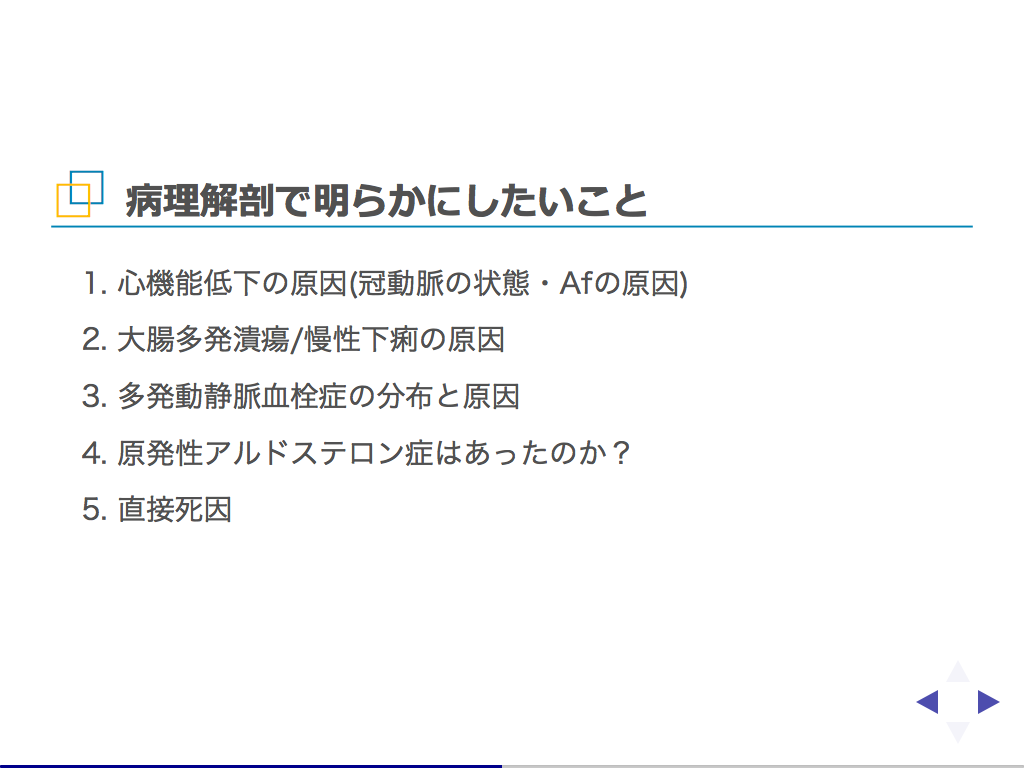 病理解剖で明らかにしたいこと
1. 心機能低下の原因(冠動脈の状態・Afの原因)
2. 大腸多発潰瘍/慢性下痢の原因
3. 多発動静脈血栓症の分布と原因
4. 原発性アルドステロン症はあったのか？
5. 直接死因